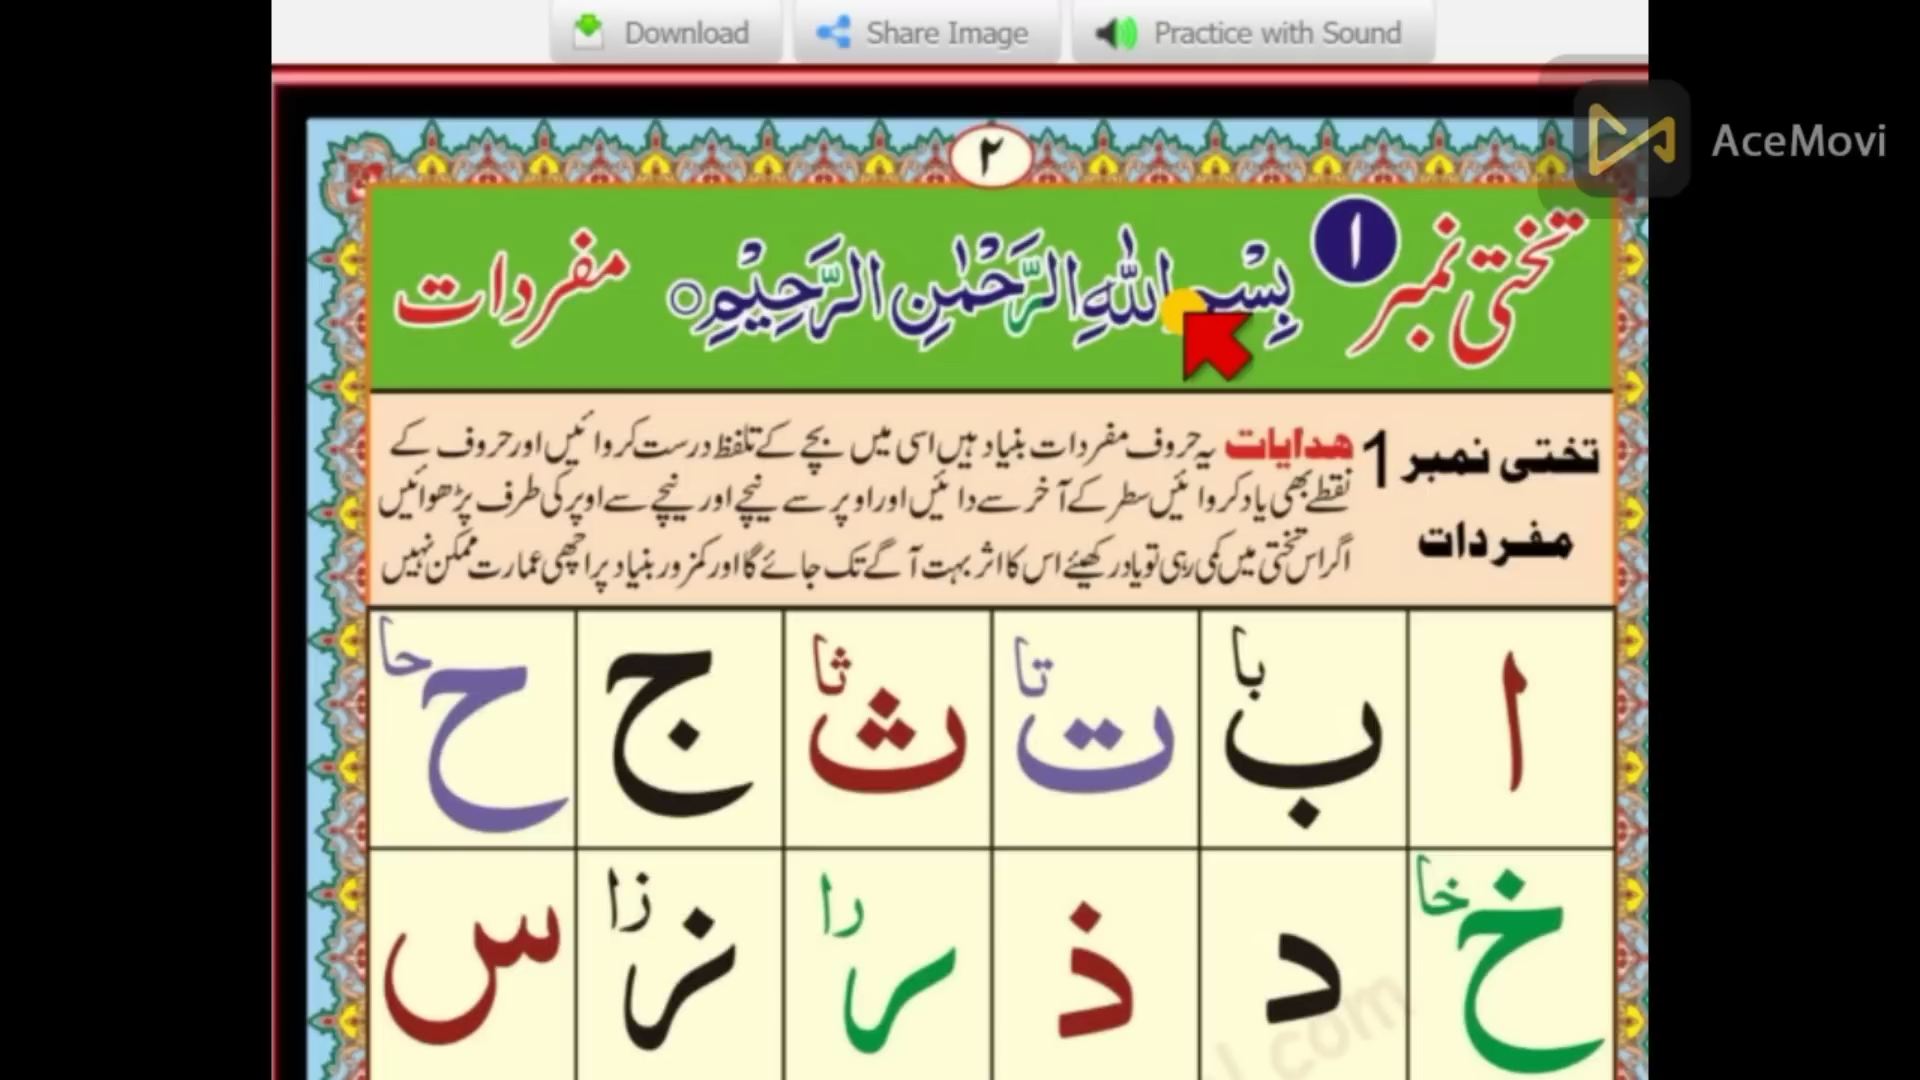 Download
Share Image
Practice with Sound
AceMovi
۲
تختی نمبر ۱
بِسْمِ اللّٰهِ الرَّحْمٰنِ الرَّحِیْمِ
مفردات
تختی نمبر 1
مفردات
ھدایات یہ حروف مفردات بنیاد ہیں اسی میں بچے کے تلفظ درست کروائیں اور حروف کے
نقطے بھی یاد کروائیں سطر کے آخر سے دائیں اور اوپر سے نیچے اور نیچے سے اوپر کی طرف پڑھوائیں
اگر اس تختی میں کمی رہی تو یاد رکھیئے اس کا اثر بہت آگے تک جائے گا اور کمزور بنیاد پر اچھی عمارت ممکن نہیں
ا ب با ت تا ث ثا ج ح حا
خ خا د ذ ر را ز زا س